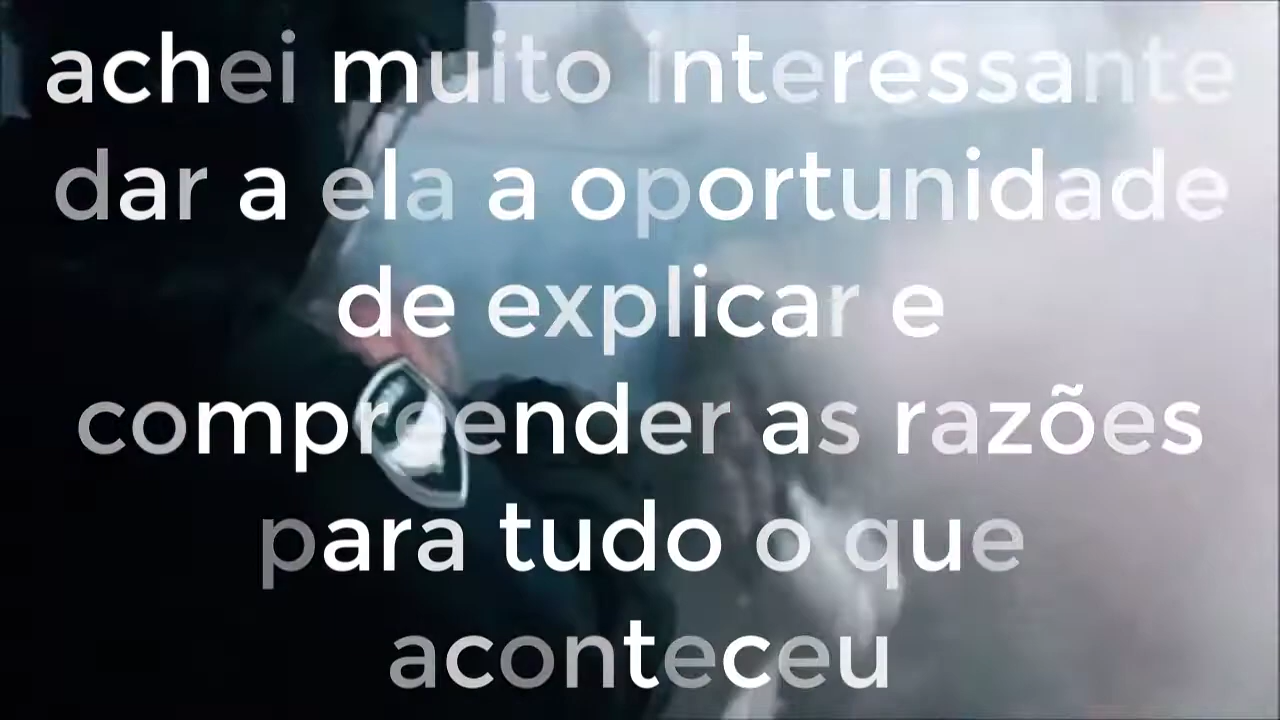 achei muito interessante
dar a ela a oportunidade
de explicar e
compreender as razões
para tudo o que
aconteceu